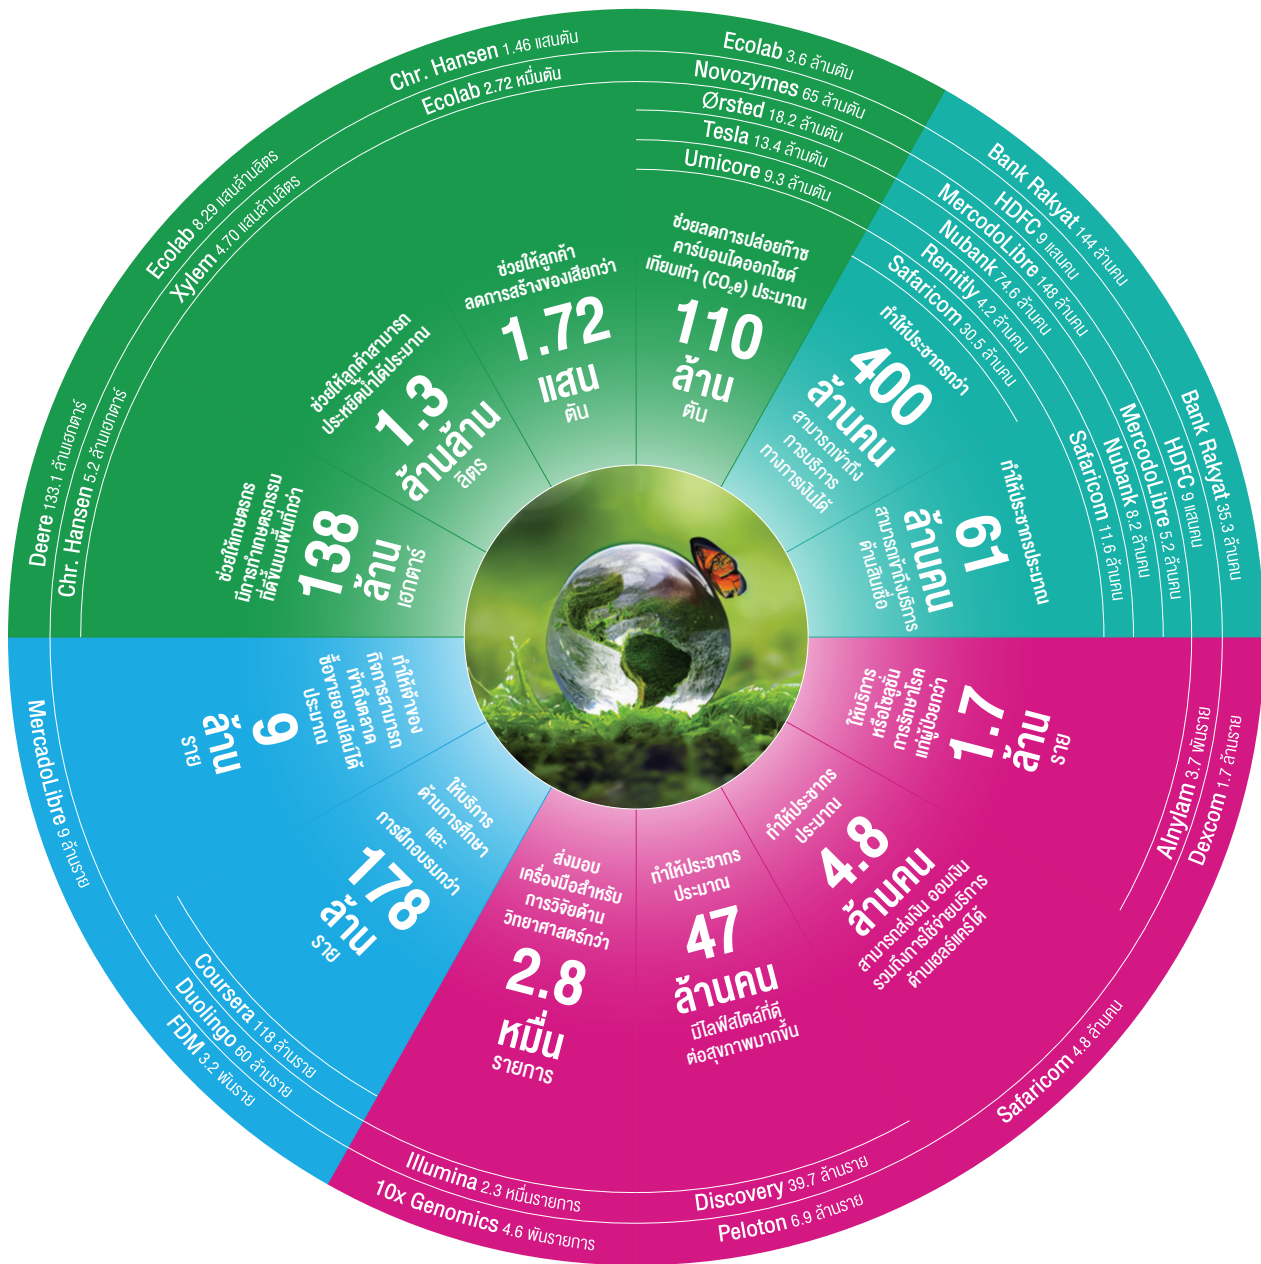 Ecolab 3.6 ล้านตัน
Novozymes 65 ล้านตัน
Ørsted 18.2 ล้านตัน
Tesla 13.4 ล้านตัน
Umicore 9.3 ล้านตัน
ช่วยลดการปล่อยก๊าซ
คาร์บอนไดออกไซด์
เทียบเท่า (CO₂e) ประมาณ
110
ล้าน
ตัน
Bank Rakyat 144 ล้านคน
HDFC 9 แสนคน
MercodoLibre 148 ล้านคน
Nubank 74.6 ล้านคน
Remitly 4.2 ล้านคน
Safaricom 30.5 ล้านคน
ทำให้ประชากรกว่า
400
ล้านคน
สามารถเข้าถึง
การบริการ
ทางการเงินได้
Bank Rakyat 35.3 ล้านคน
HDFC 9 แสนคน
MercodoLibre 5.2 ล้านคน
Nubank 8.2 ล้านคน
Safaricom 11.6 ล้านคน
ทำให้ประชากรประมาณ
61
ล้านคน
สามารถเข้าถึงบริการ
ด้านสินเชื่อ
ให้บริการ
หรือโซลูชั่น
การรักษาโรค
แก่ผู้ป่วยกว่า
1.7
ล้าน
ราย
Alnylam 3.7 พันราย
Dexcom 1.7 ล้านราย
ทำให้ประชากร
ประมาณ
4.8
ล้านคน
สามารถส่งเงิน ออมเงิน
รวมถึงการใช้จ่ายบริการ
ด้านเฮลธ์แคร์ได้
Safaricom 4.8 ล้านคน
ทำให้ประชากร
ประมาณ
47
ล้านคน
มีไลฟ์สไตล์ที่ดี
ต่อสุขภาพมากขึ้น
Discovery 39.7 ล้านราย
Peloton 6.9 ล้านราย
ส่งมอบ
เครื่องมือสำหรับ
การวิจัยด้าน
วิทยาศาสตร์กว่า
2.8
หมื่น
รายการ
Illumina 2.3 หมื่นรายการ
10x Genomics 4.6 พันรายการ
ให้บริการ
ด้านการศึกษา
และ
การฝึกอบรมกว่า
178
ล้าน
ราย
Coursera 118 ล้านราย
Duolingo 60 ล้านราย
FDM 3.2 พันราย
ทำให้เจ้าของ
กิจการสามารถ
เข้าถึงตลาด
ซื้อขายออนไลน์ได้
ประมาณ
9
ล้าน
ราย
MercadoLibre 9 ล้านราย
Deere 133.1 ล้านเฮกตาร์
Chr. Hansen 5.2 ล้านเฮกตาร์
ช่วยให้เกษตรกร
มีการทำเกษตรกรรม
ที่ดีขึ้นบนพื้นที่กว่า
138
ล้าน
เฮกตาร์
Ecolab 8.29 แสนล้านลิตร
Xylem 4.70 แสนล้านลิตร
ช่วยให้ลูกค้าสามารถ
ประหยัดน้ำได้ประมาณ
1.3
ล้านล้าน
ลิตร
Chr. Hansen 1.46 แสนตัน
Ecolab 2.72 หมื่นตัน
ช่วยให้ลูกค้า
ลดการสร้างของเสียกว่า
1.72
แสน
ตัน